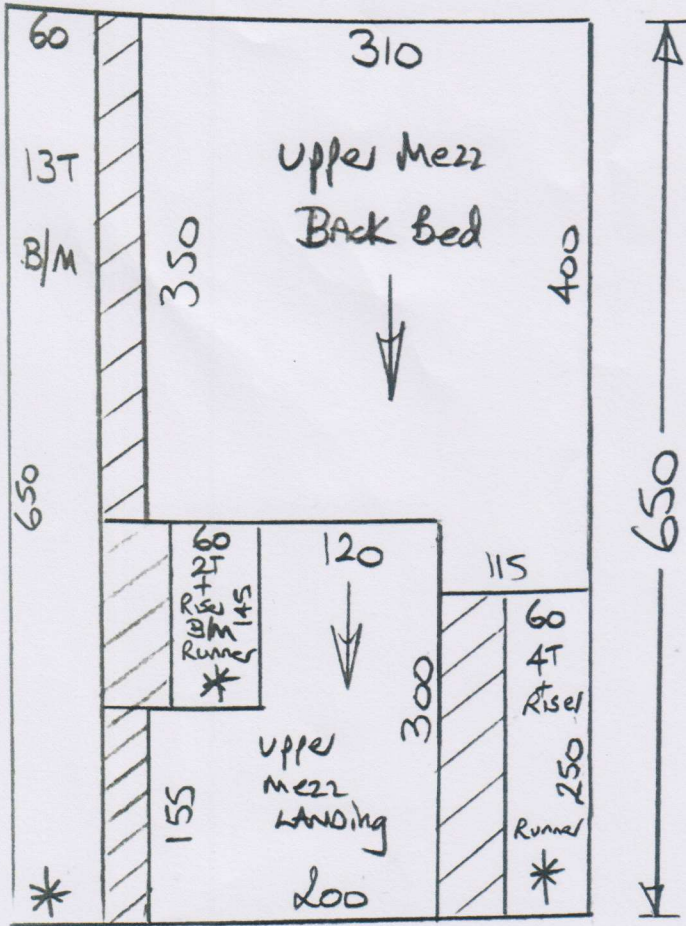 60
310
13T
B/M
Upper Mezz
Back Bed
350
400
650
650
60
2T
+
Riser
B/M
Runner
145
120
115
60
4T
+
Riser
250
Runner
300
155
Upper
Mezz
LANDing
200